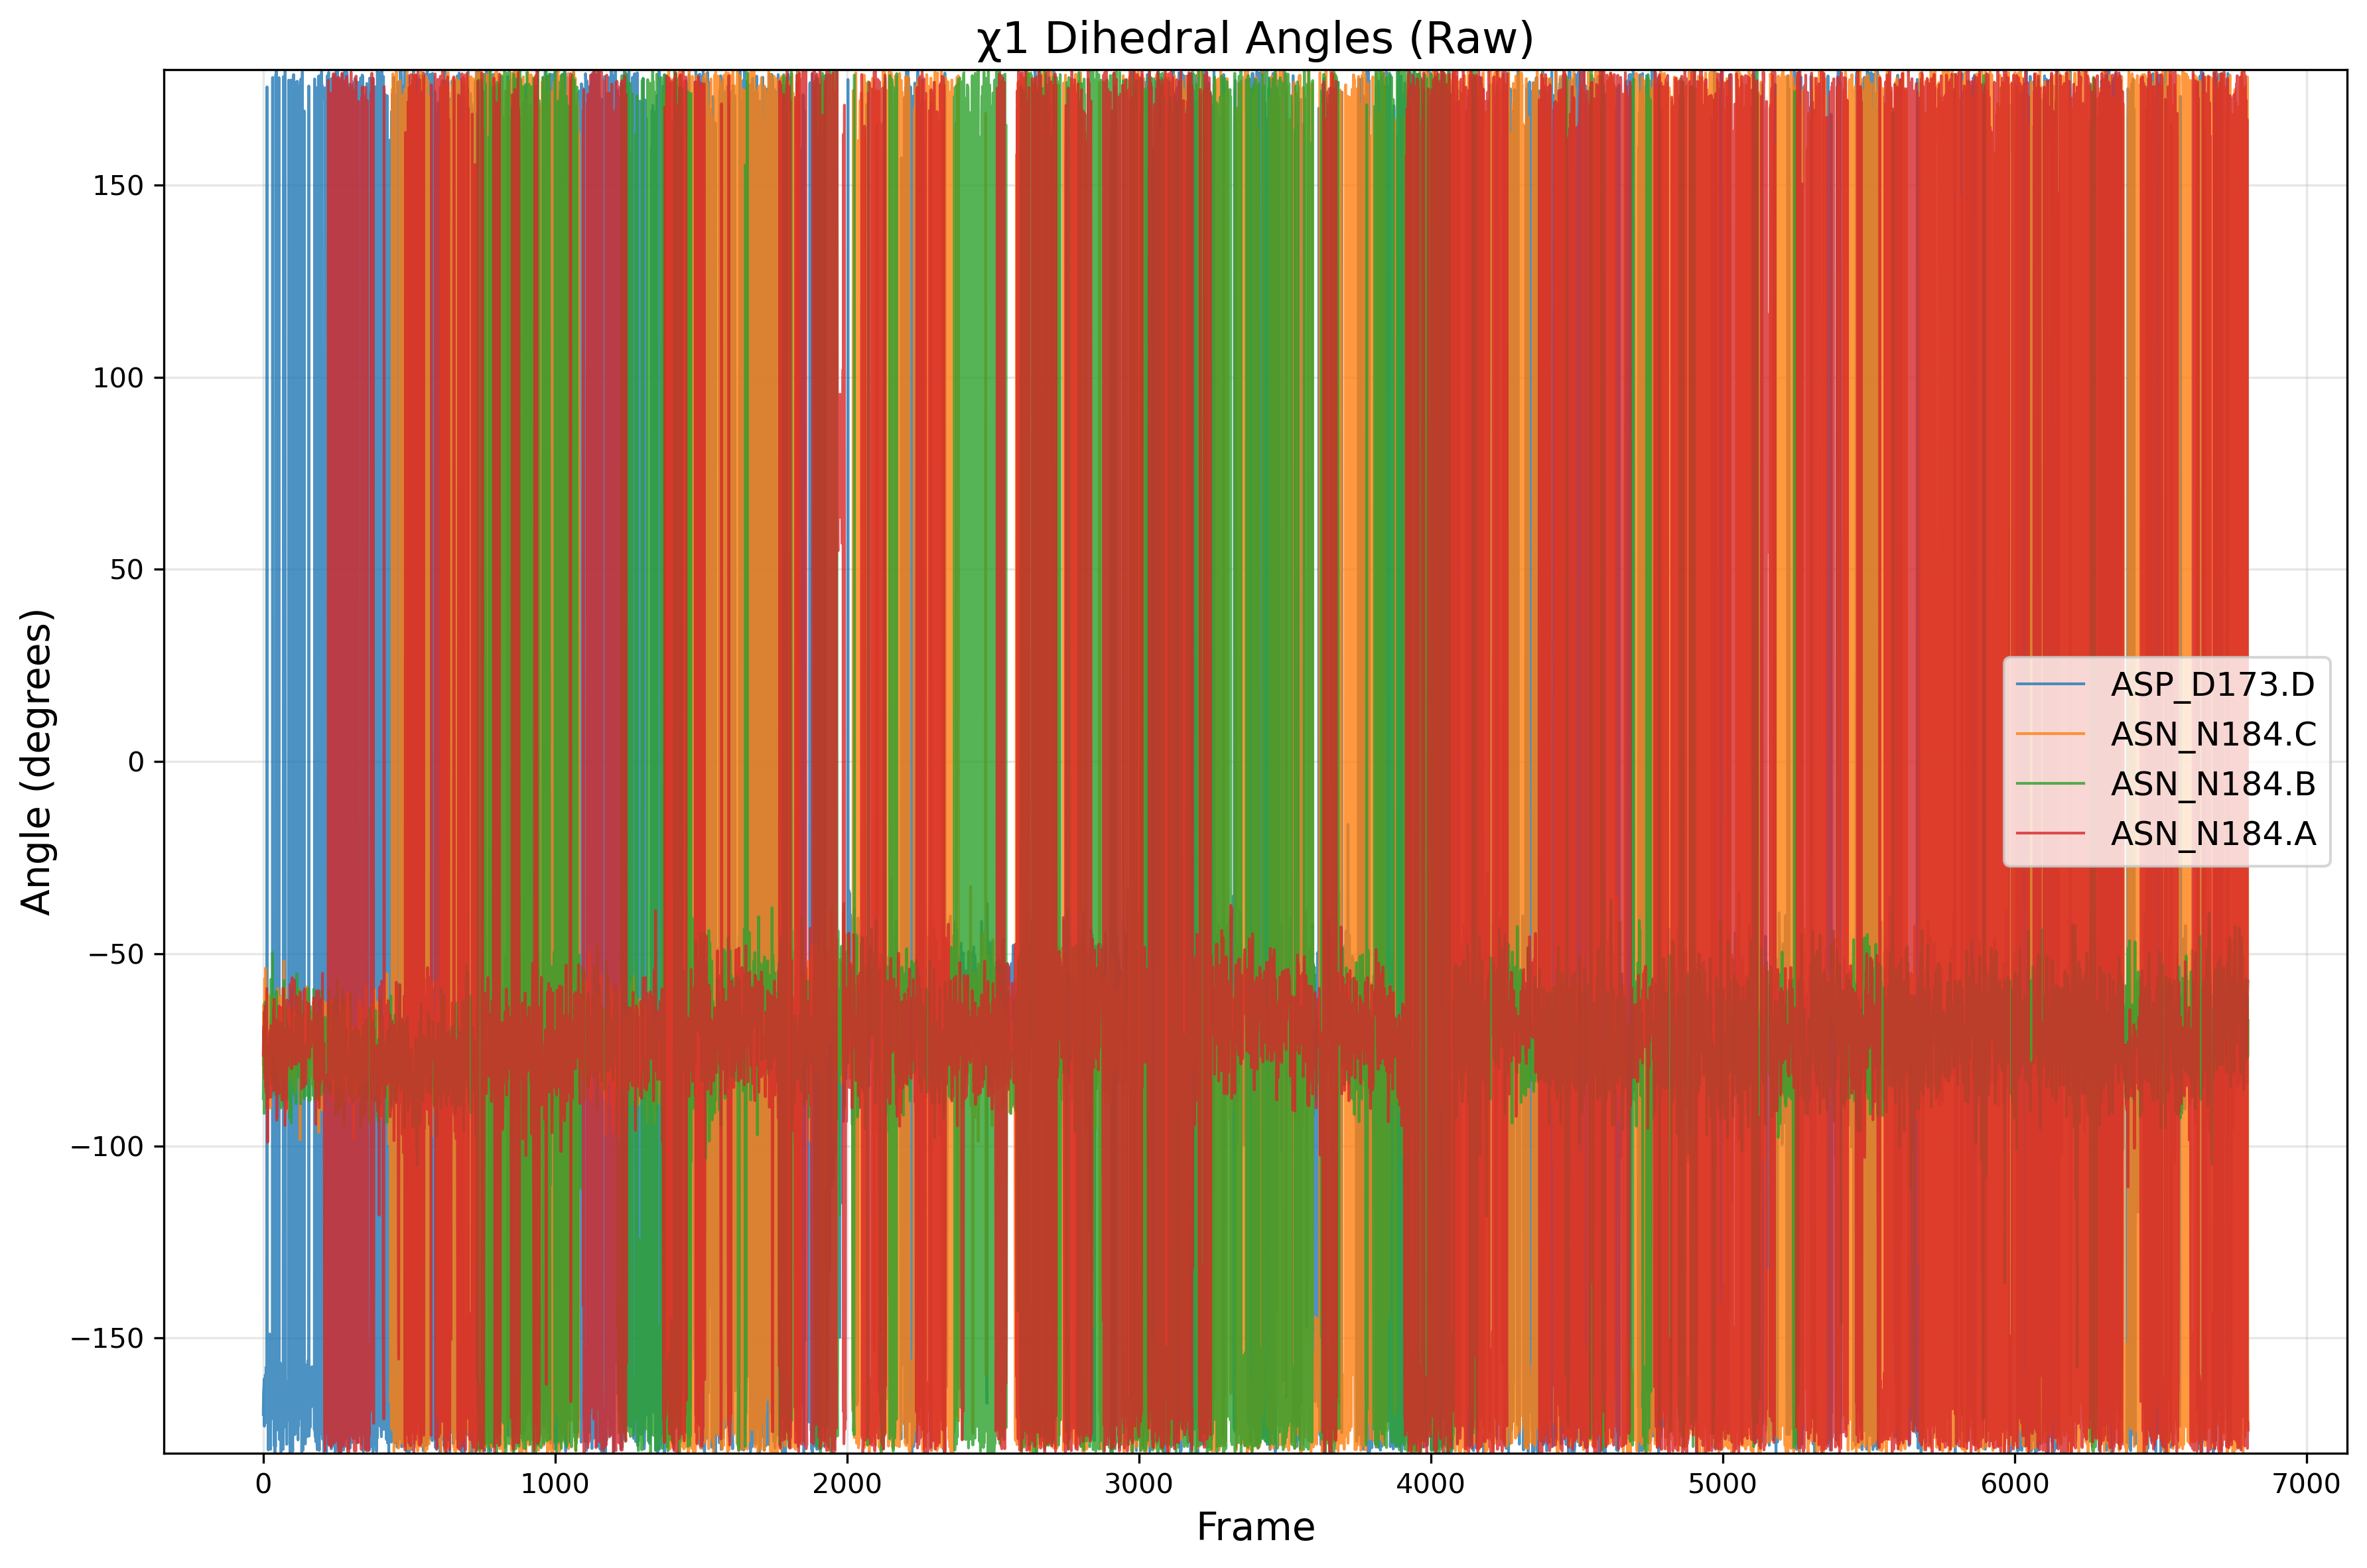 χ1 Dihedral Angles (Raw)
Angle (degrees)
150
100
50
0
−50
−100
−150
ASP_D173.D
ASN_N184.C
ASN_N184.B
ASN_N184.A
0 1000 2000 3000 4000 5000 6000 7000
Frame